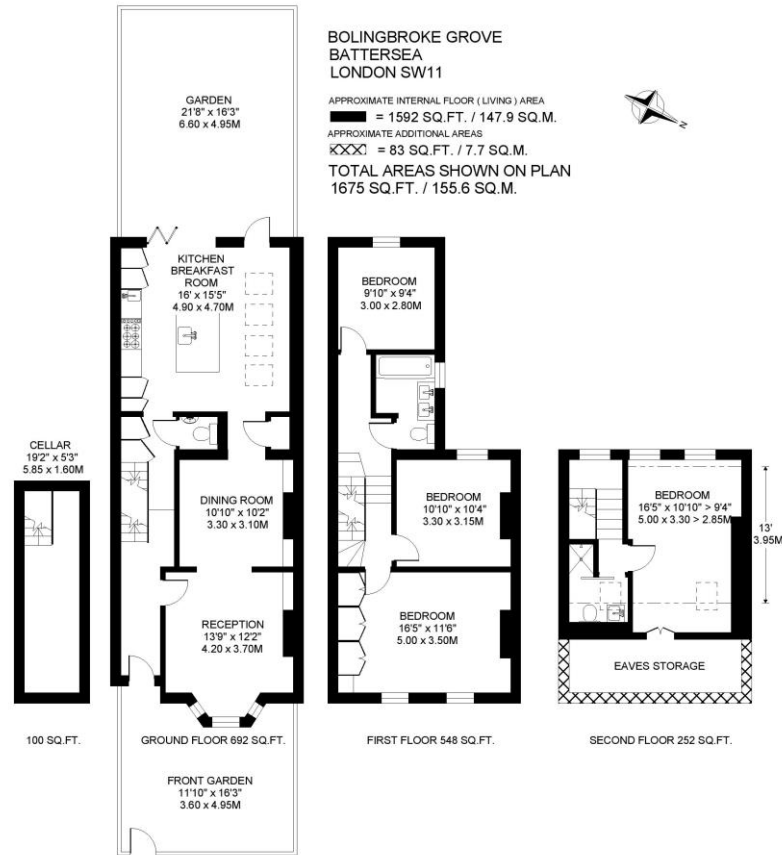 BOLINGBROKE GROVE
BATTERSEA
LONDON SW11
APPROXIMATE INTERNAL FLOOR ( LIVING ) AREA
= 1592 SQ.FT. / 147.9 SQ.M.
APPROXIMATE ADDITIONAL AREAS
= 83 SQ.FT. / 7.7 SQ.M.
TOTAL AREAS SHOWN ON PLAN
1675 SQ.FT. / 155.6 SQ.M.
N
GARDEN
21'8" x 16'3"
6.60 x 4.95M
KITCHEN
BREAKFAST
ROOM
16' x 15'5"
4.90 x 4.70M
BEDROOM
9'10" x 9'4"
3.00 x 2.80M
CELLAR
19'2" x 5'3"
5.85 x 1.60M
DINING ROOM
10'10" x 10'2"
3.30 x 3.10M
BEDROOM
10'10" x 10'4"
3.30 x 3.15M
BEDROOM
16'5" x 10'10" > 9'4"
5.00 x 3.30 > 2.85M
13'
3.95M
RECEPTION
13'9" x 12'2"
4.20 x 3.70M
BEDROOM
16'5" x 11'6"
5.00 x 3.50M
EAVES STORAGE
100 SQ.FT.
GROUND FLOOR 692 SQ.FT.
FIRST FLOOR 548 SQ.FT.
SECOND FLOOR 252 SQ.FT.
FRONT GARDEN
11'10" x 16'3"
3.60 x 4.95M